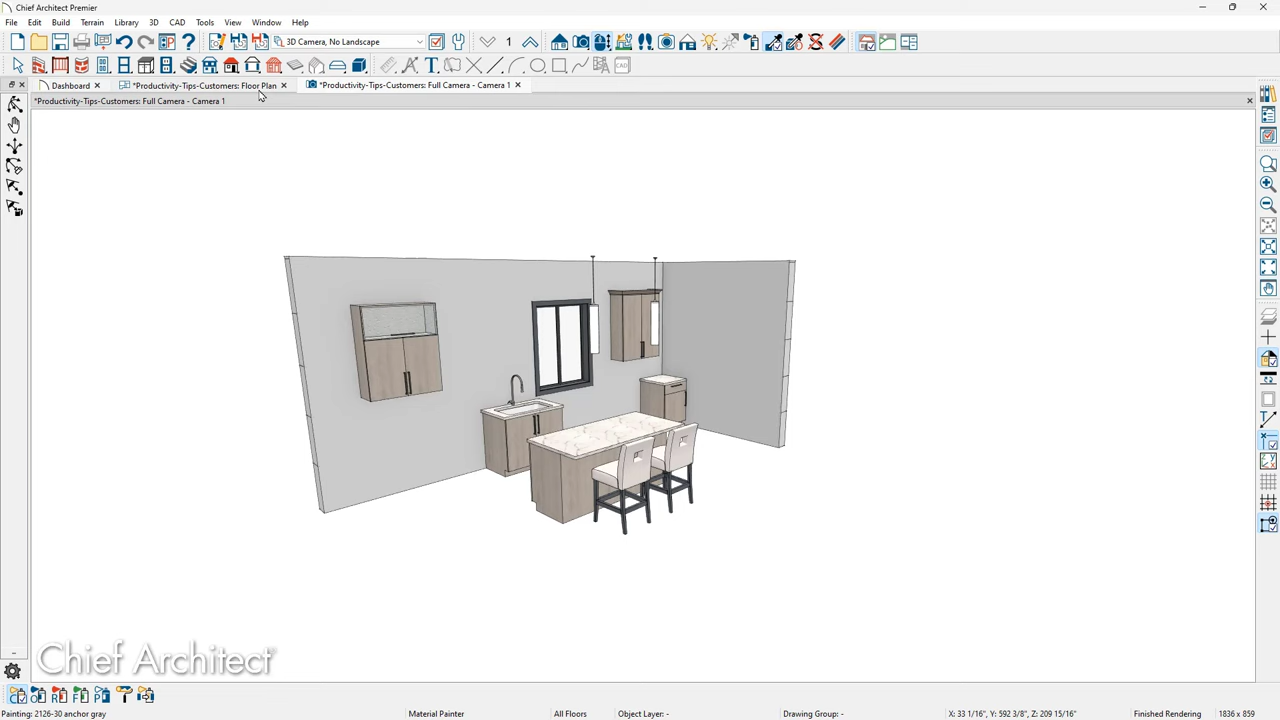 Chief Architect Premier
File Edit Build Terrain Library 3D CAD Tools View Window Help
3D Camera, No Landscape 1
Dashboard *Productivity-Tips-Customers: Floor Plan *Productivity-Tips-Customers: Full Camera - Camera 1
*Productivity-Tips-Customers: Full Camera - Camera 1
Chief Architect
Painting: 2126-30 anchor gray Material Painter All Floors Object Layer: - Drawing Group: - X: 33 1/16", Y: 592 3/8", Z: 209 15/16" Finished Rendering 1836 x 859